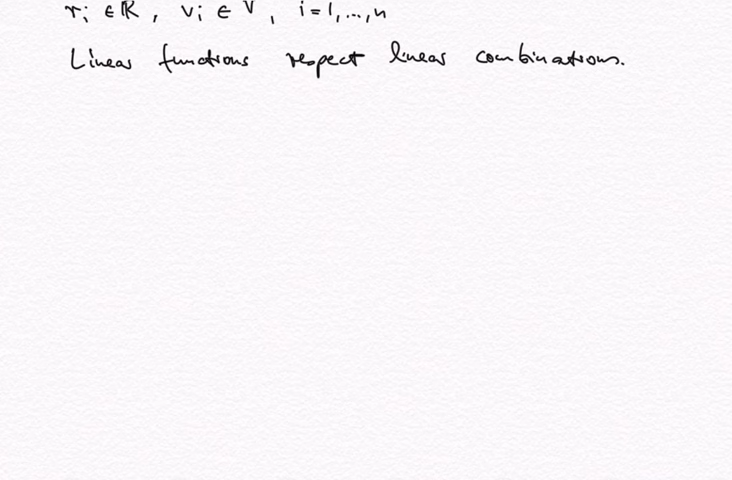 rᵢ ∈ ℝ, vᵢ ∈ V, i=1,...,n
Linear functions respect linear combinations.